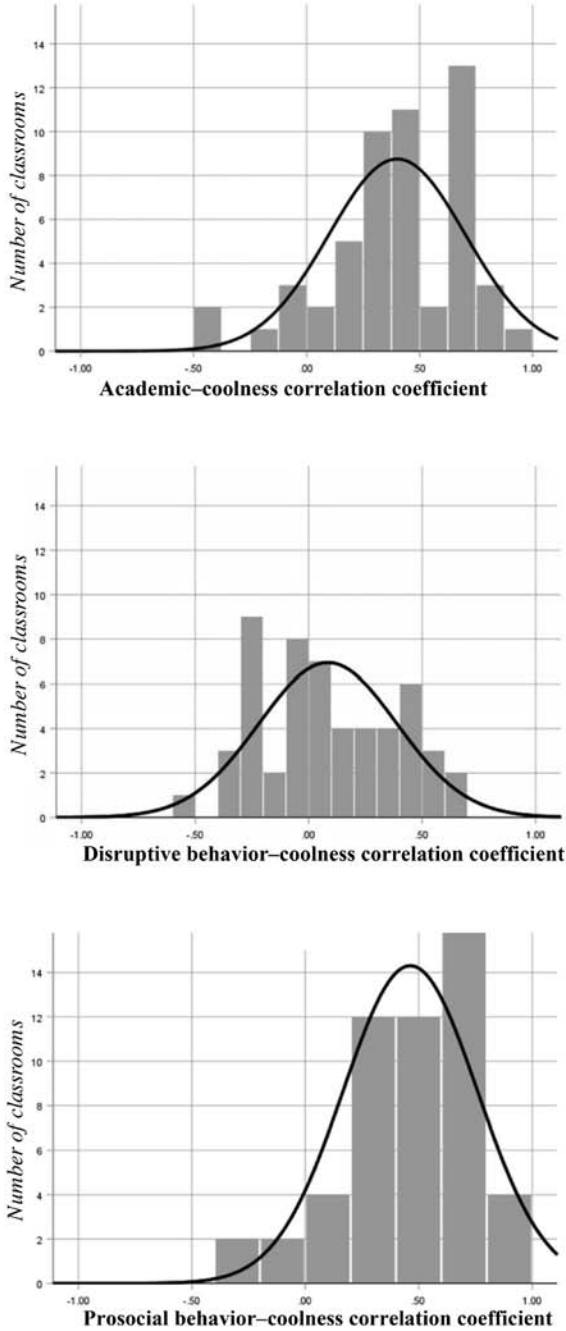 14
12
10
8
6
4
2
0
Number of classrooms
-1.00 -.50 .00 .50 1.00
Academic–coolness correlation coefficient
14
12
10
8
6
4
2
0
Number of classrooms
-1.00 -.50 .00 .50 1.00
Disruptive behavior–coolness correlation coefficient
14
12
10
8
6
4
2
0
Number of classrooms
-1.00 -.50 .00 .50 1.00
Prosocial behavior–coolness correlation coefficient